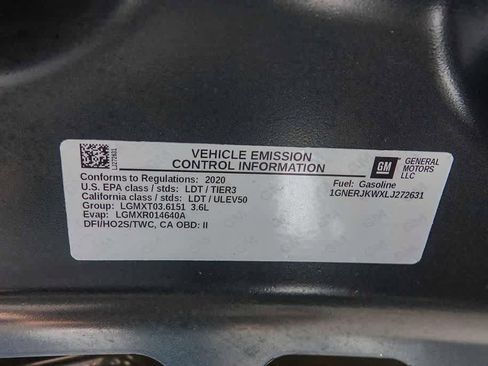 LJ272631
VEHICLE EMISSION
CONTROL INFORMATION
GM
GENERAL
MOTORS
LLC
Conforms to Regulations: 2020
U.S. EPA class / stds: LDT / TIER3
California class / stds: LDT / ULEV50
Group: LGMXT03.6151 3.6L
Evap: LGMXR014640A
DFI/HO2S/TWC, CA OBD: II
Fuel: Gasoline
1GNERJKWXLJ272631